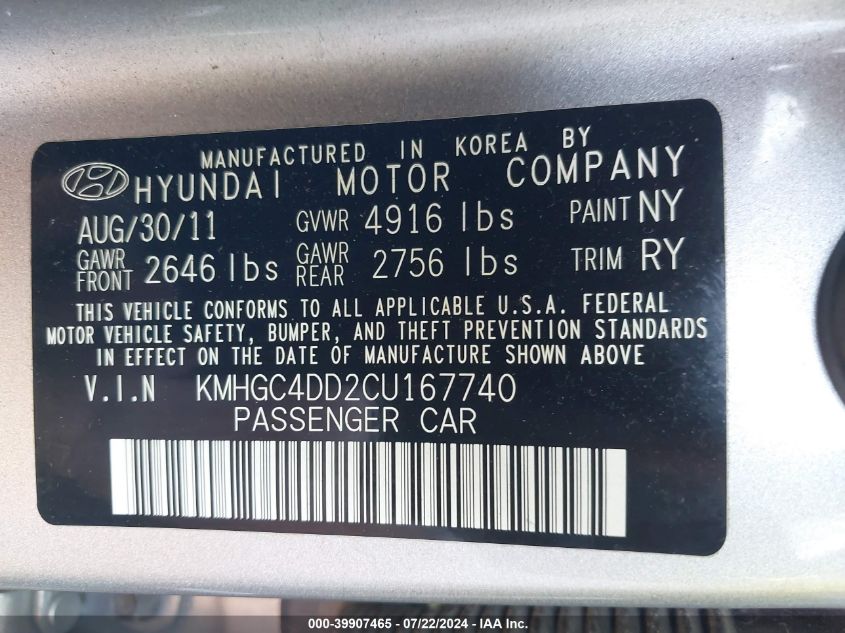 MANUFACTURED IN KOREA BY
HYUNDAI MOTOR COMPANY
AUG/30/11 GVWR 4916 lbs PAINT NY
GAWR FRONT 2646 lbs GAWR REAR 2756 lbs TRIM RY
THIS VEHICLE CONFORMS TO ALL APPLICABLE U.S.A. FEDERAL
MOTOR VEHICLE SAFETY, BUMPER, AND THEFT PREVENTION STANDARDS
IN EFFECT ON THE DATE OF MANUFACTURE SHOWN ABOVE.
V.I.N KMHGC4DD2CU167740
PASSENGER CAR
000-39907465 - 07/22/2024 - IAA Inc.